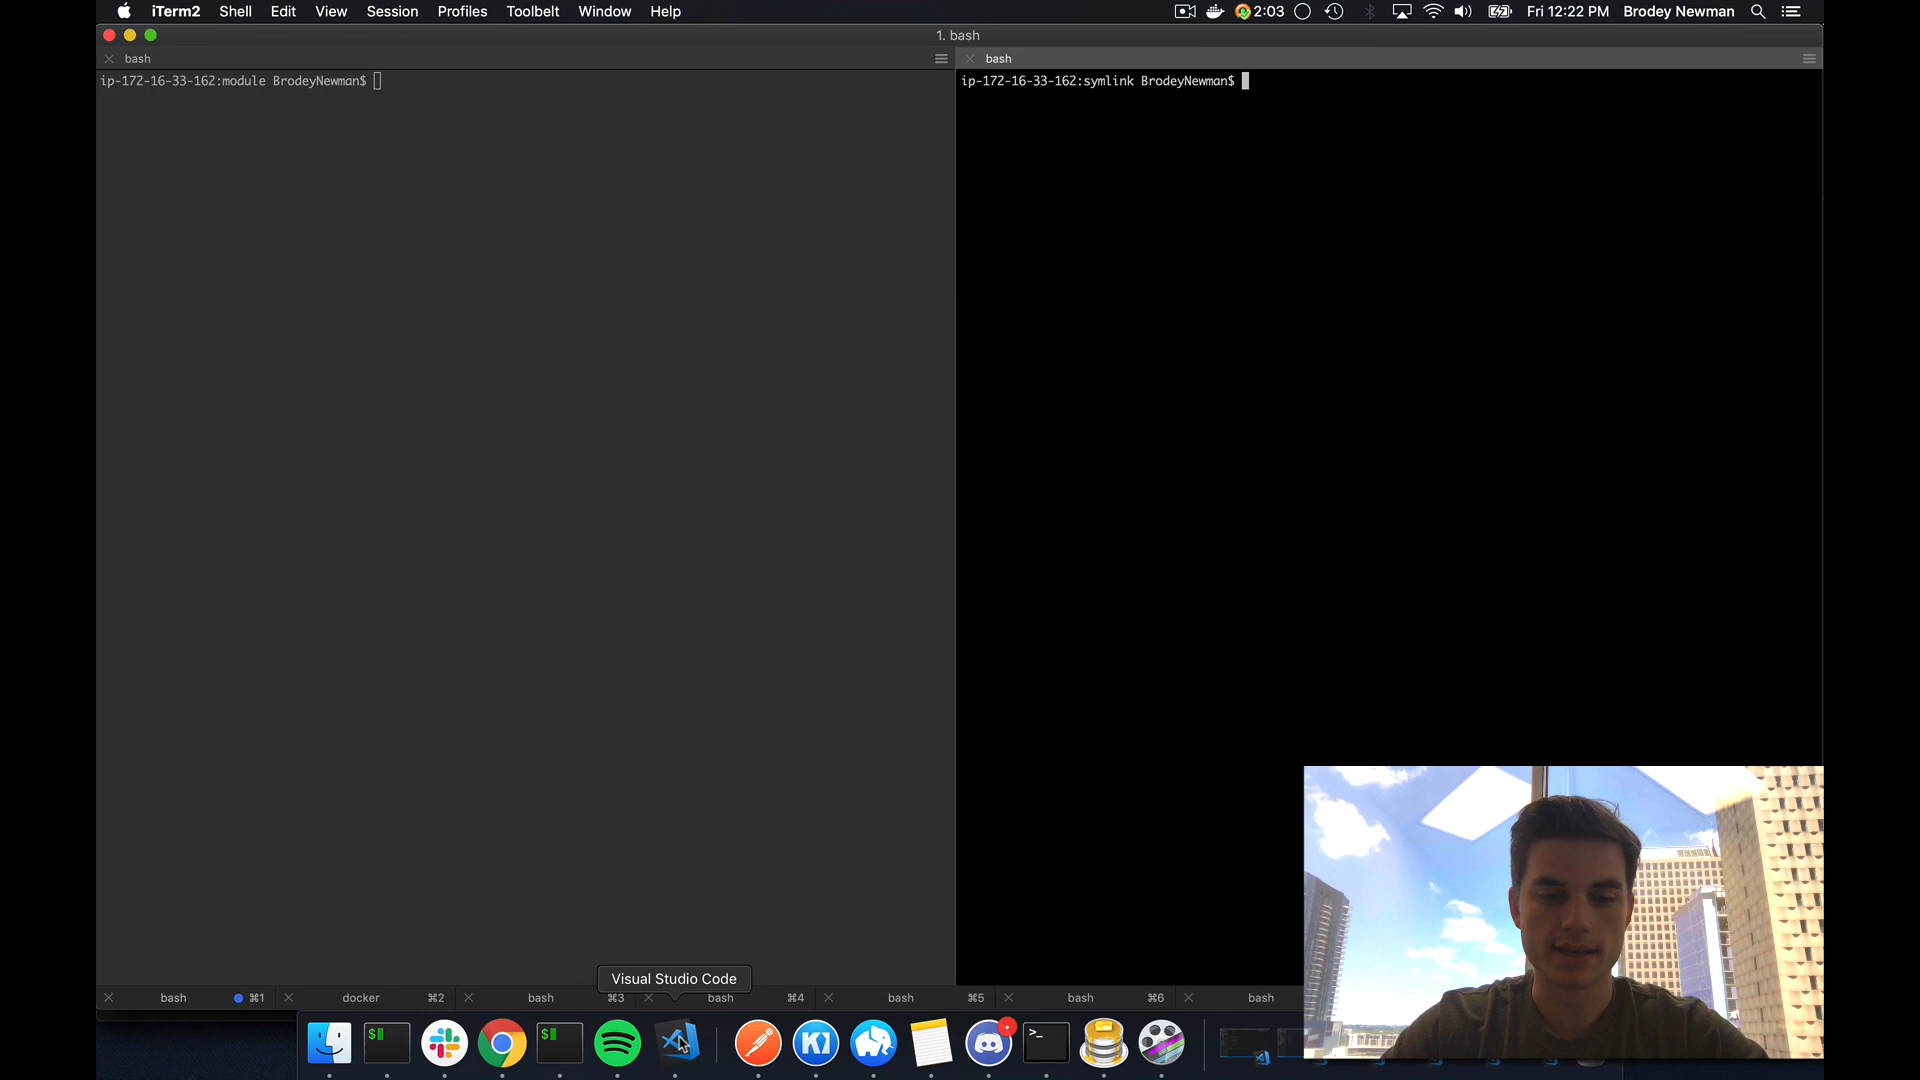 iTerm2 Shell Edit View Session Profiles Toolbelt Window Help 2:03 Fri 12:22 PM Brodey Newman
1. bash
bash
bash
ip-172-16-33-162:module BrodeyNewman$
ip-172-16-33-162:symlink BrodeyNewman$
Visual Studio Code
bash ⌘1 docker ⌘2 bash ⌘3 bash ⌘4 bash ⌘5 bash ⌘6 bash
$
$
>_